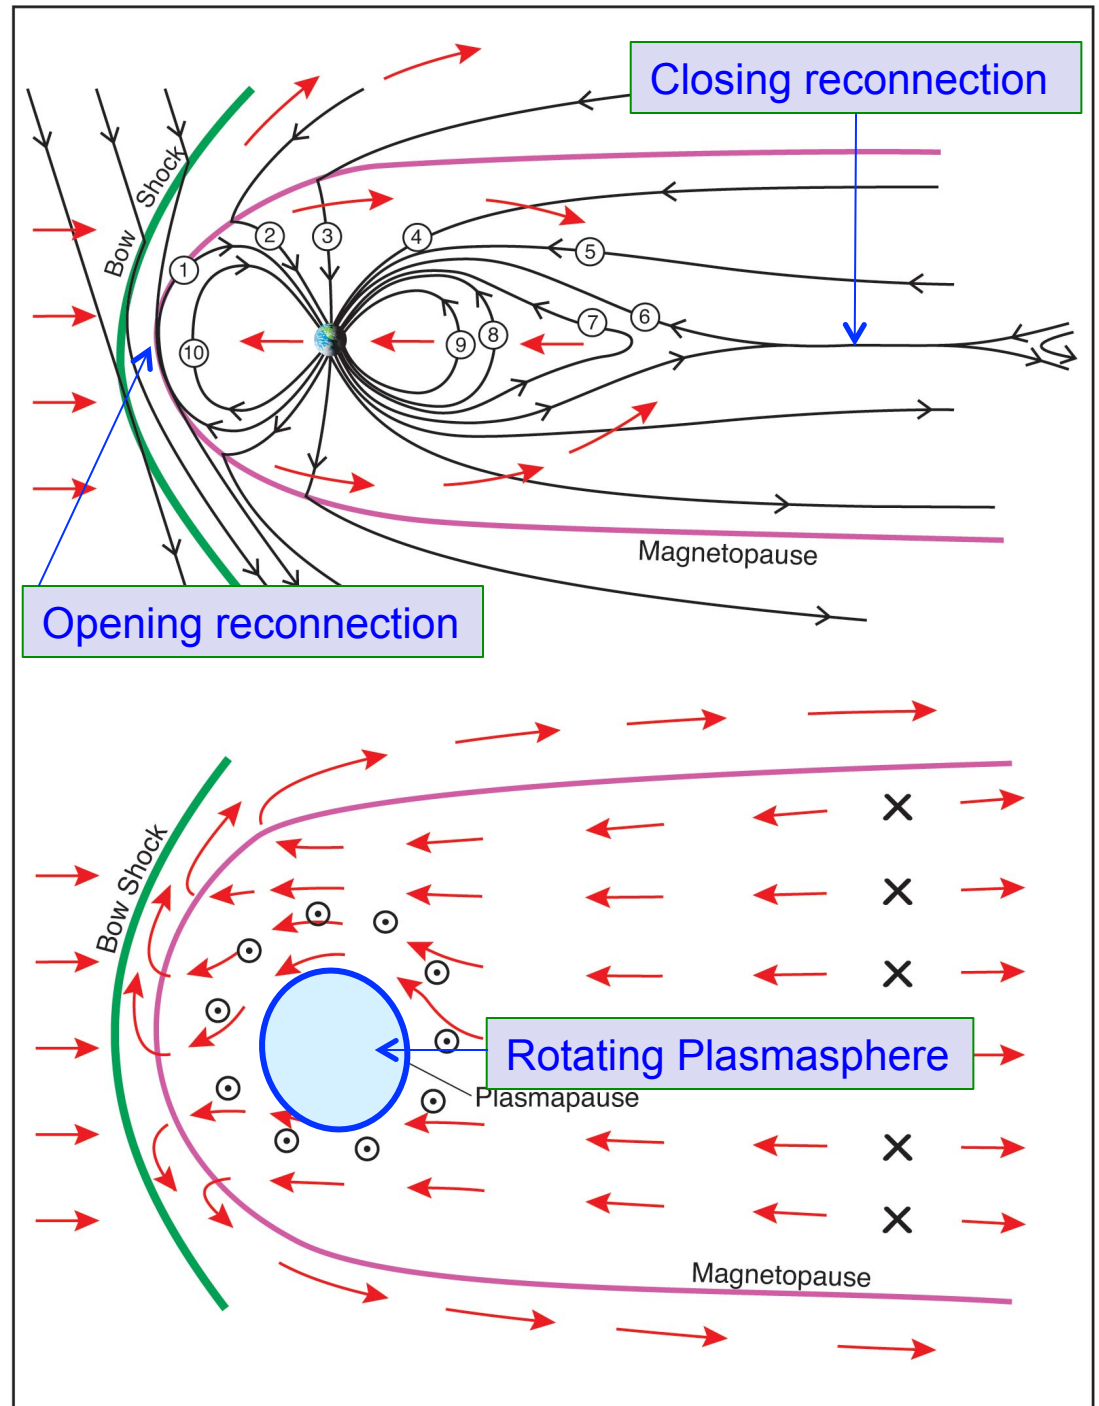 Closing reconnection
Bow Shock
1
2
3
4
5
6
7
8
9
10
Magnetopause
Opening reconnection
Bow Shock
Rotating Plasmasphere
Plasmapause
Magnetopause